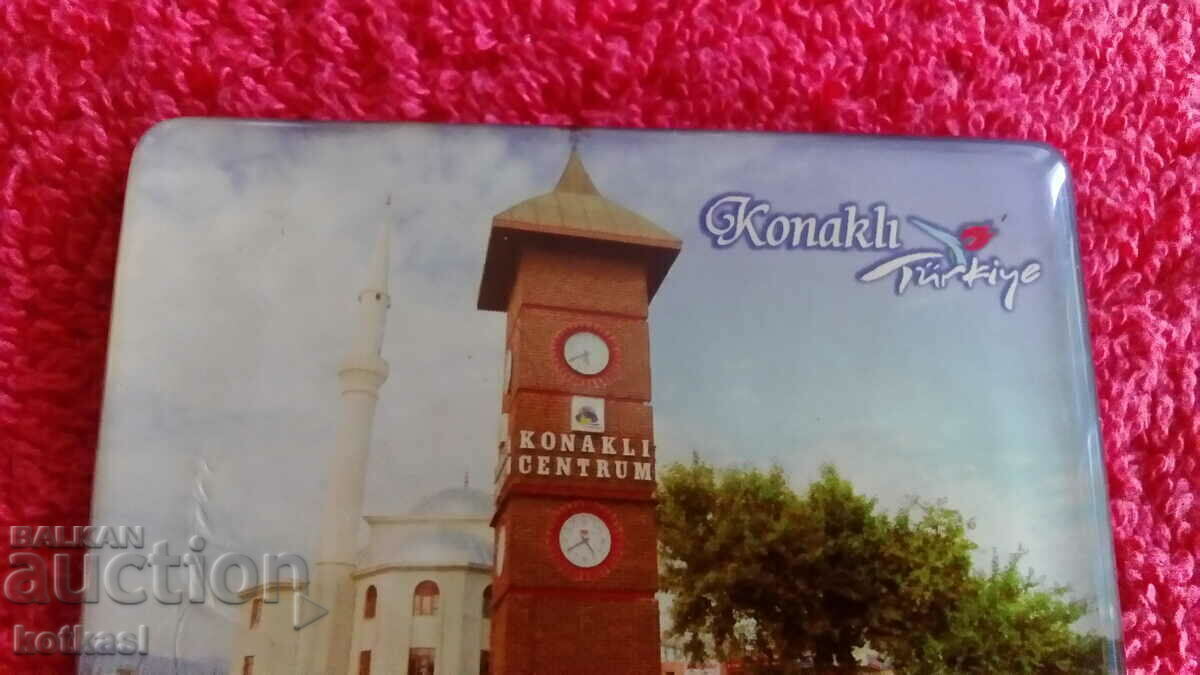 Konaklı
Türkiye
KONAKLI
CENTRUM
BALKAN
auction
kotkasl